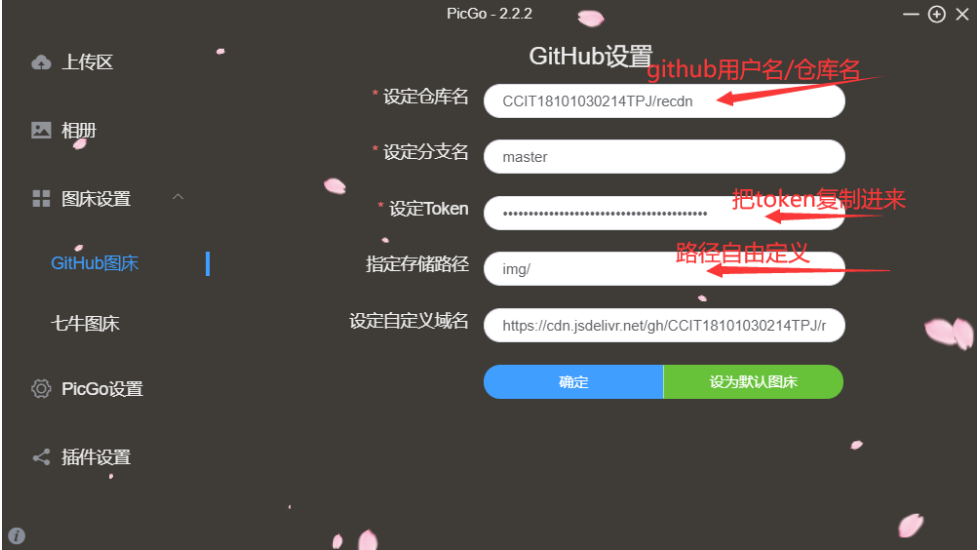 PicGo - 2.2.2
上传区
相册
图床设置
GitHub图床
七牛图床
PicGo设置
插件设置
GitHub设置
github用户名/仓库名
* 设定仓库名
CCIT18101030214TPJ/recdn
* 设定分支名
master
* 设定Token
••••••••••••••••••••••••••••••••••••••••
把token复制进来
指定存储路径
img/
路径自由定义
设定自定义域名
https://cdn.jsdelivr.net/gh/CCIT18101030214TPJ/r
确定
设为默认图床